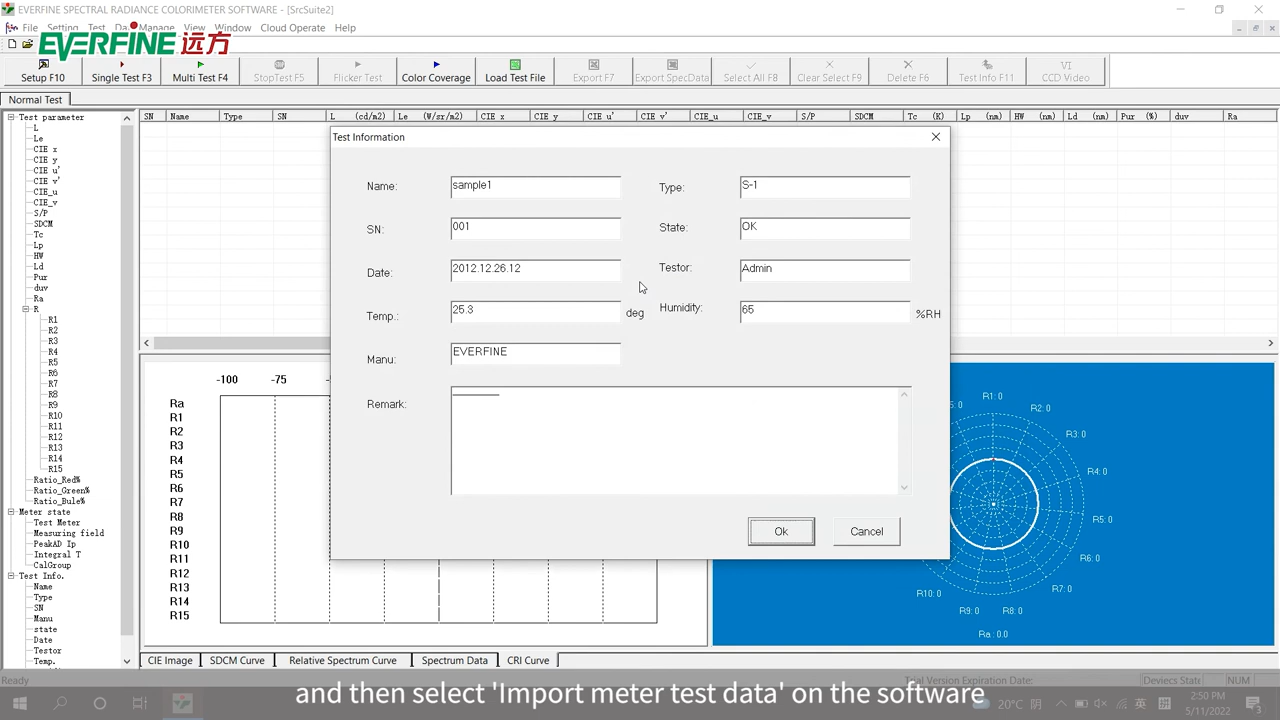 EVERFINE SPECTRAL RADIANCE COLORIMETER SOFTWARE - [SrcSuite2]
File Setting Test Data Manage View Window Cloud Operate Help
EVERFINE 远方
Setup F10 Single Test F3 Multi Test F4 StopTest F5 Flicker Test Color Coverage Load Test File Export F7 Export SpecData Select All F8 Clear Select F9 Delete F6 Test Info F11 VI CCD Video
Normal Test
SN Name Type SN L (cd/m2) Le (W/sr/m2) CIE x CIE y CIE u' CIE v' CIE_u CIE_v S/P SDCM Tc (K) Lp (nm) HW (nm) Ld (nm) Pur (%) duv Ra
Test parameter
L
Le
CIE x
CIE y
CIE u'
CIE v'
CIE_u
CIE_v
S/P
SDCM
Tc
Lp
HW
Ld
Pur
duv
Ra
R
R1
R2
R3
R4
R5
R6
R7
R8
R9
R10
R11
R12
R13
R14
R15
Ratio_Red%
Ratio_Green%
Ratio_Bule%
Meter state
Test Meter
Measuring field
PeakAD Ip
Integral T
CalGroup
Test Info.
Name
Type
SN
Manu
state
Date
Testor
Temp.
Test Information
Name: sample1 Type: S-1
SN: 001 State: OK
Date: 2012.12.26.12 Testor: Admin
Temp.: 25.3 deg Humidity: 65 %RH
Manu: EVERFINE
Remark:
Ok Cancel
-100 -75
Ra
R1
R2
R3
R4
R5
R6
R7
R8
R9
R10
R11
R12
R13
R14
R15
R1: 0
R2: 0
R3: 0
R4: 0
R5: 0
R6: 0
R7: 0
R8: 0
R9: 0
R10: 0
Ra: 0.0
CIE Image SDCM Curve Relative Spectrum Curve Spectrum Data CRI Curve
Ready Trial Version Expiration Date: NUM
and then select 'Import meter test data' on the software
20°C 阴 英 2:50 PM
5/11/2022